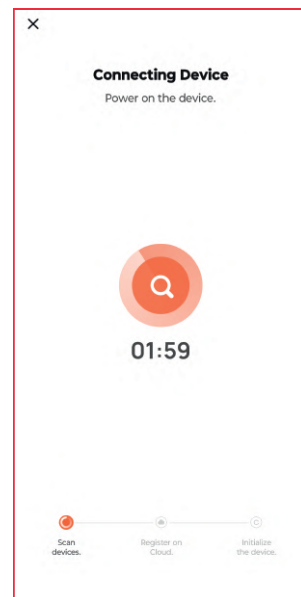 Connecting Device
Power on the device.
01:59
Scan
devices.
Register on
Cloud.
Initialize
the device.